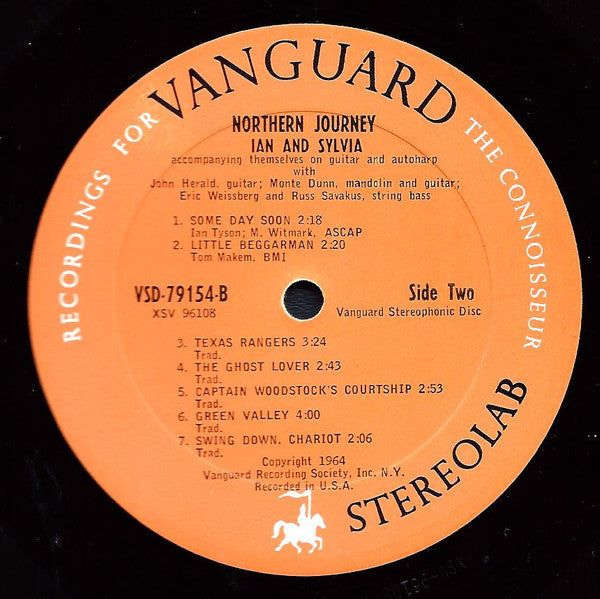 RECORDINGS FOR VANGUARD THE CONNOISSEUR
NORTHERN JOURNEY
IAN AND SYLVIA
accompanying themselves on guitar and autoharp
with
John Herald, guitar; Monte Dunn, mandolin and guitar;
Eric Weissberg and Russ Savakus, string bass
1. SOME DAY SOON 2:18
Ian Tyson; M. Witmark, ASCAP
2. LITTLE BEGGARMAN 2:20
Tom Makem, BMI
VSD-79154-B
XSV 96108
Side Two
Vanguard Stereophonic Disc
3. TEXAS RANGERS 3:24
Trad.
4. THE GHOST LOVER 2:43
Trad.
5. CAPTAIN WOODSTOCK'S COURTSHIP 2:53
Trad.
6. GREEN VALLEY 4:00
Trad.
7. SWING DOWN, CHARIOT 2:06
Trad.
Copyright 1964
Vanguard Recording Society, Inc. N.Y.
Recorded in U.S.A.
STEREOLAB